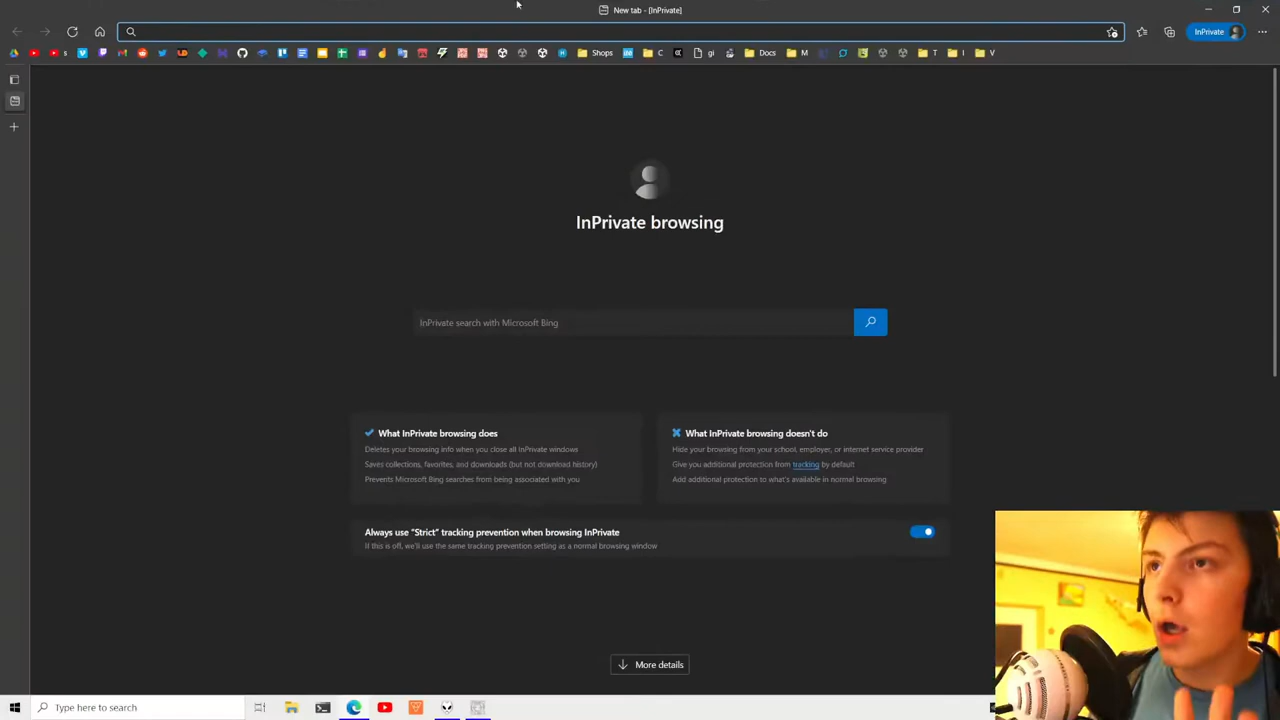 New tab - [InPrivate]
InPrivate
s
Shops
C
gi
Docs
M
T
I
V
InPrivate browsing
InPrivate search with Microsoft Bing
What InPrivate browsing does
Deletes your browsing info when you close all InPrivate windows
Saves collections, favorites, and downloads (but not download history)
Prevents Microsoft Bing searches from being associated with you
What InPrivate browsing doesn't do
Hide your browsing from your school, employer, or internet service provider
Give you additional protection from tracking by default
Add additional protection to what's available in normal browsing
Always use "Strict" tracking prevention when browsing InPrivate
If this is off, we'll use the same tracking prevention setting as a normal browsing window
More details
Type here to search